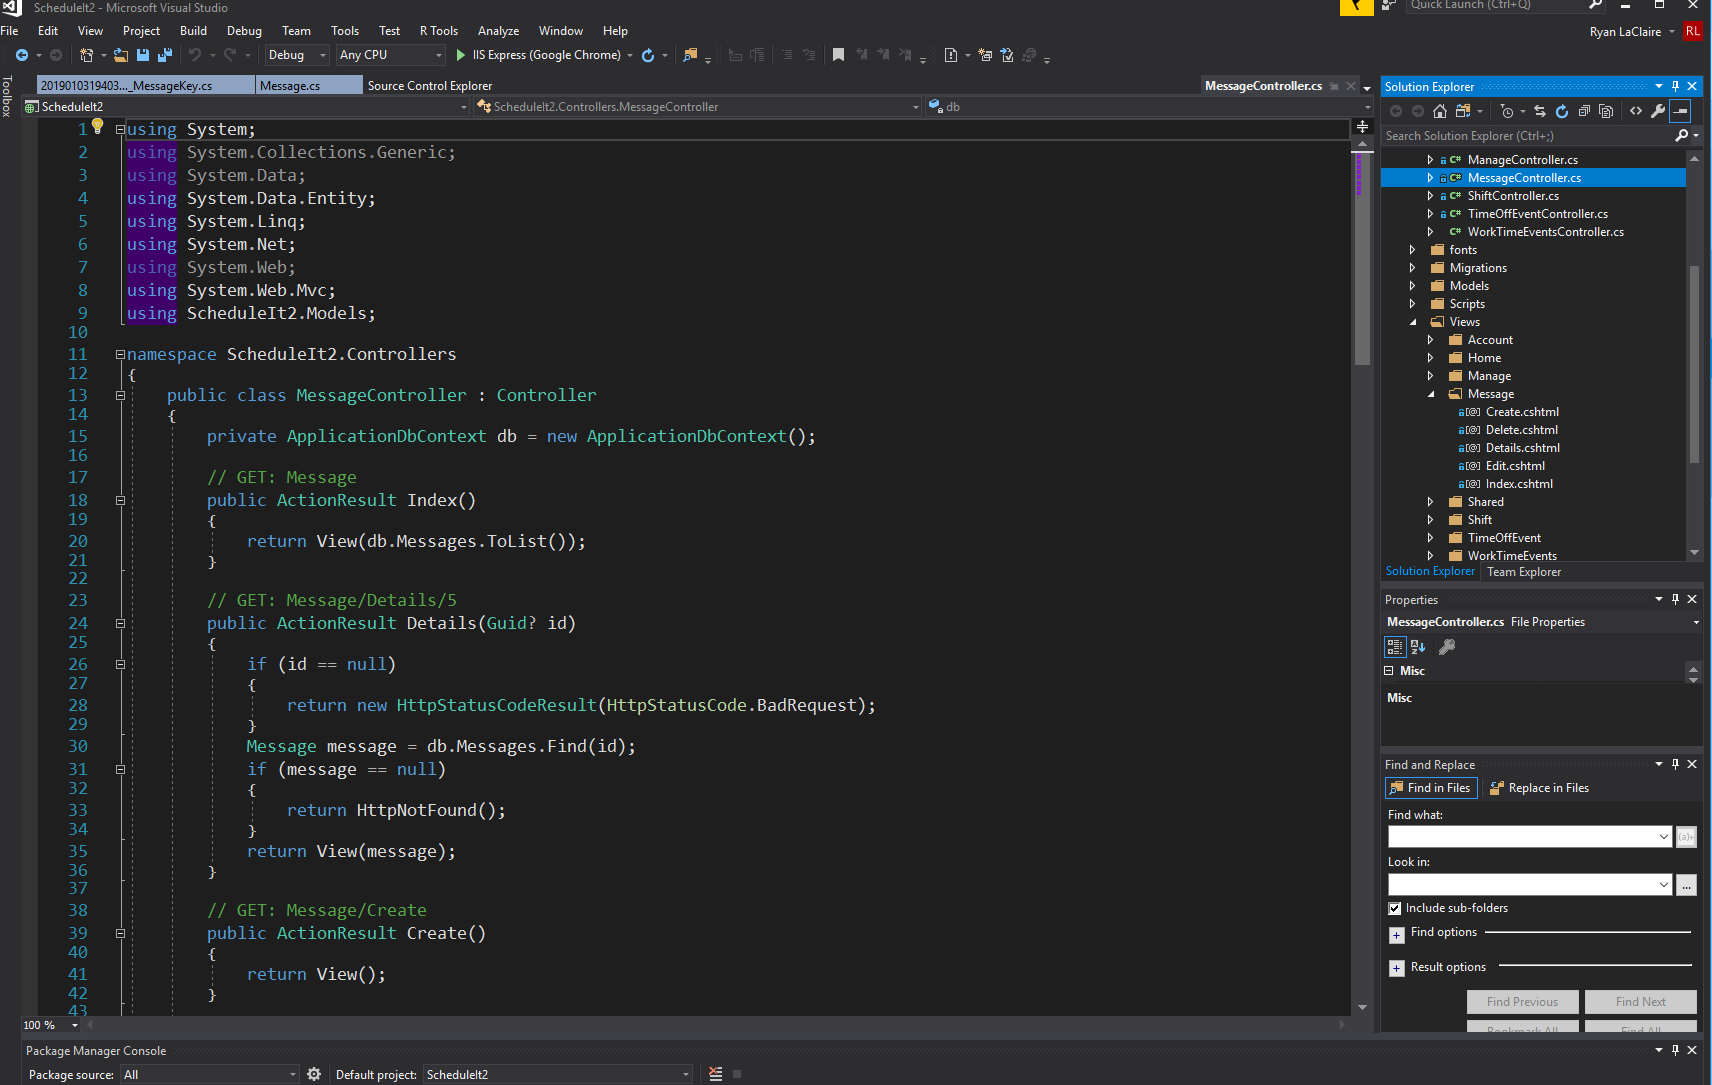 ScheduleIt2 - Microsoft Visual Studio
Quick Launch (Ctrl+Q)
File Edit View Project Build Debug Team Tools Test R Tools Analyze Window Help
Ryan LaClaire RL
Debug Any CPU IIS Express (Google Chrome)
Toolbox
2019010319403..._MessageKey.cs Message.cs Source Control Explorer MessageController.cs
ScheduleIt2 ScheduleIt2.Controllers.MessageController db
1 using System;
2 using System.Collections.Generic;
3 using System.Data;
4 using System.Data.Entity;
5 using System.Linq;
6 using System.Net;
7 using System.Web;
8 using System.Web.Mvc;
9 using ScheduleIt2.Models;
10
11 namespace ScheduleIt2.Controllers
12 {
13 public class MessageController : Controller
14 {
15 private ApplicationDbContext db = new ApplicationDbContext();
16
17 // GET: Message
18 public ActionResult Index()
19 {
20 return View(db.Messages.ToList());
21 }
22
23 // GET: Message/Details/5
24 public ActionResult Details(Guid? id)
25 {
26 if (id == null)
27 {
28 return new HttpStatusCodeResult(HttpStatusCode.BadRequest);
29 }
30 Message message = db.Messages.Find(id);
31 if (message == null)
32 {
33 return HttpNotFound();
34 }
35 return View(message);
36 }
37
38 // GET: Message/Create
39 public ActionResult Create()
40 {
41 return View();
42 }
43
100 %
Solution Explorer
Search Solution Explorer (Ctrl+;)
C# ManageController.cs
C# MessageController.cs
C# ShiftController.cs
C# TimeOffEventController.cs
C# WorkTimeEventsController.cs
fonts
Migrations
Models
Scripts
Views
Account
Home
Manage
Message
[@] Create.cshtml
[@] Delete.cshtml
[@] Details.cshtml
[@] Edit.cshtml
[@] Index.cshtml
Shared
Shift
TimeOffEvent
WorkTimeEvents
Solution Explorer Team Explorer
Properties
MessageController.cs File Properties
Misc
Misc
Find and Replace
Find in Files Replace in Files
Find what:
(a)+
Look in:
...
Include sub-folders
+ Find options
+ Result options
Find Previous Find Next
Bookmark All Find All
Package Manager Console
Package source: All Default project: ScheduleIt2